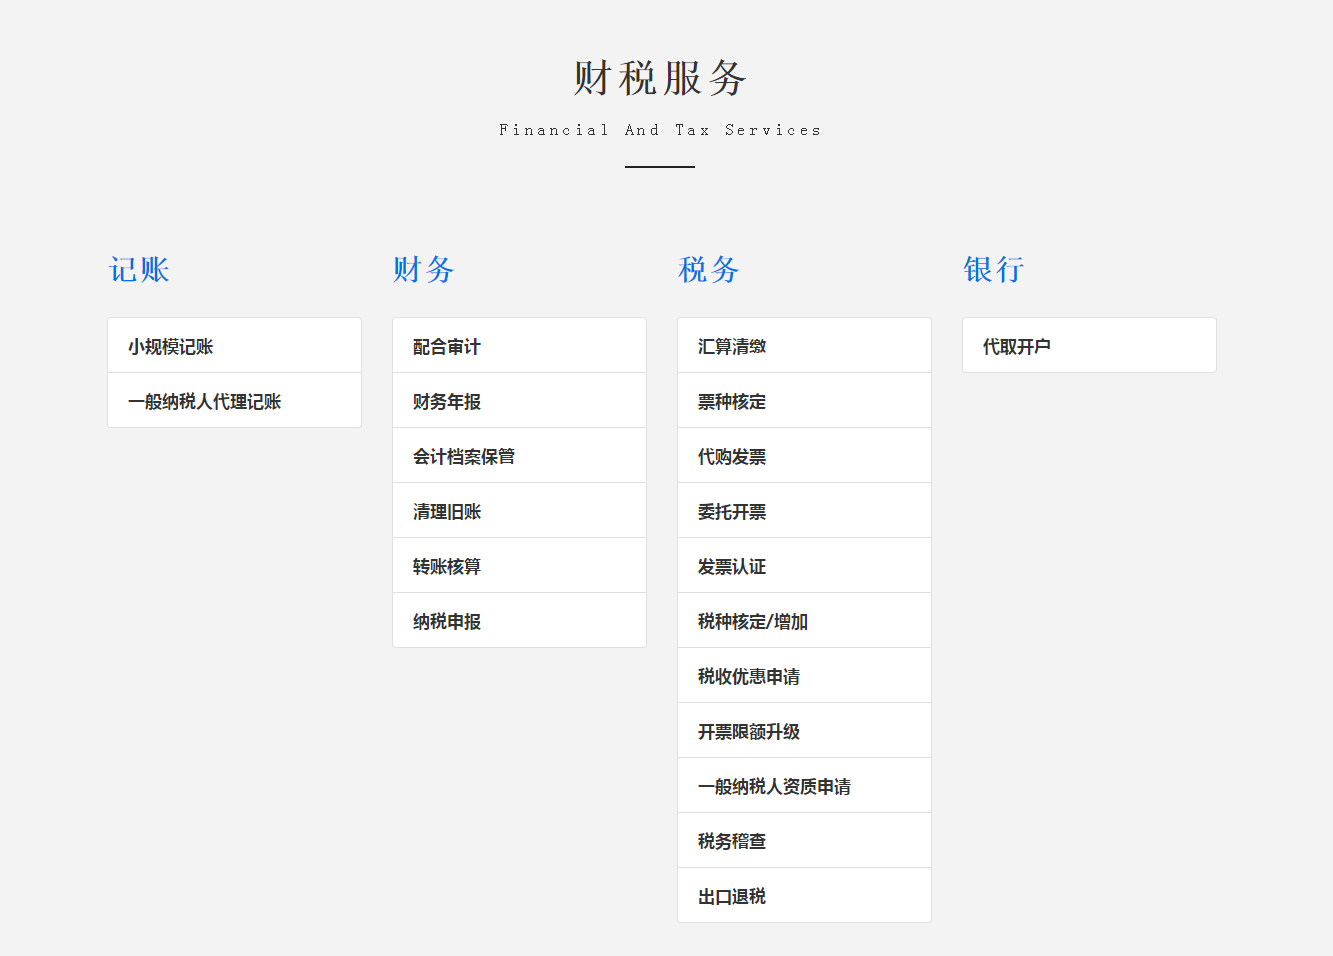 财税服务
Financial And Tax Services
记账
小规模记账
一般纳税人代理记账
财务
配合审计
财务年报
会计档案保管
清理旧账
转账核算
纳税申报
税务
汇算清缴
票种核定
代购发票
委托开票
发票认证
税种核定/增加
税收优惠申请
开票限额升级
一般纳税人资质申请
税务稽查
出口退税
银行
代取开户